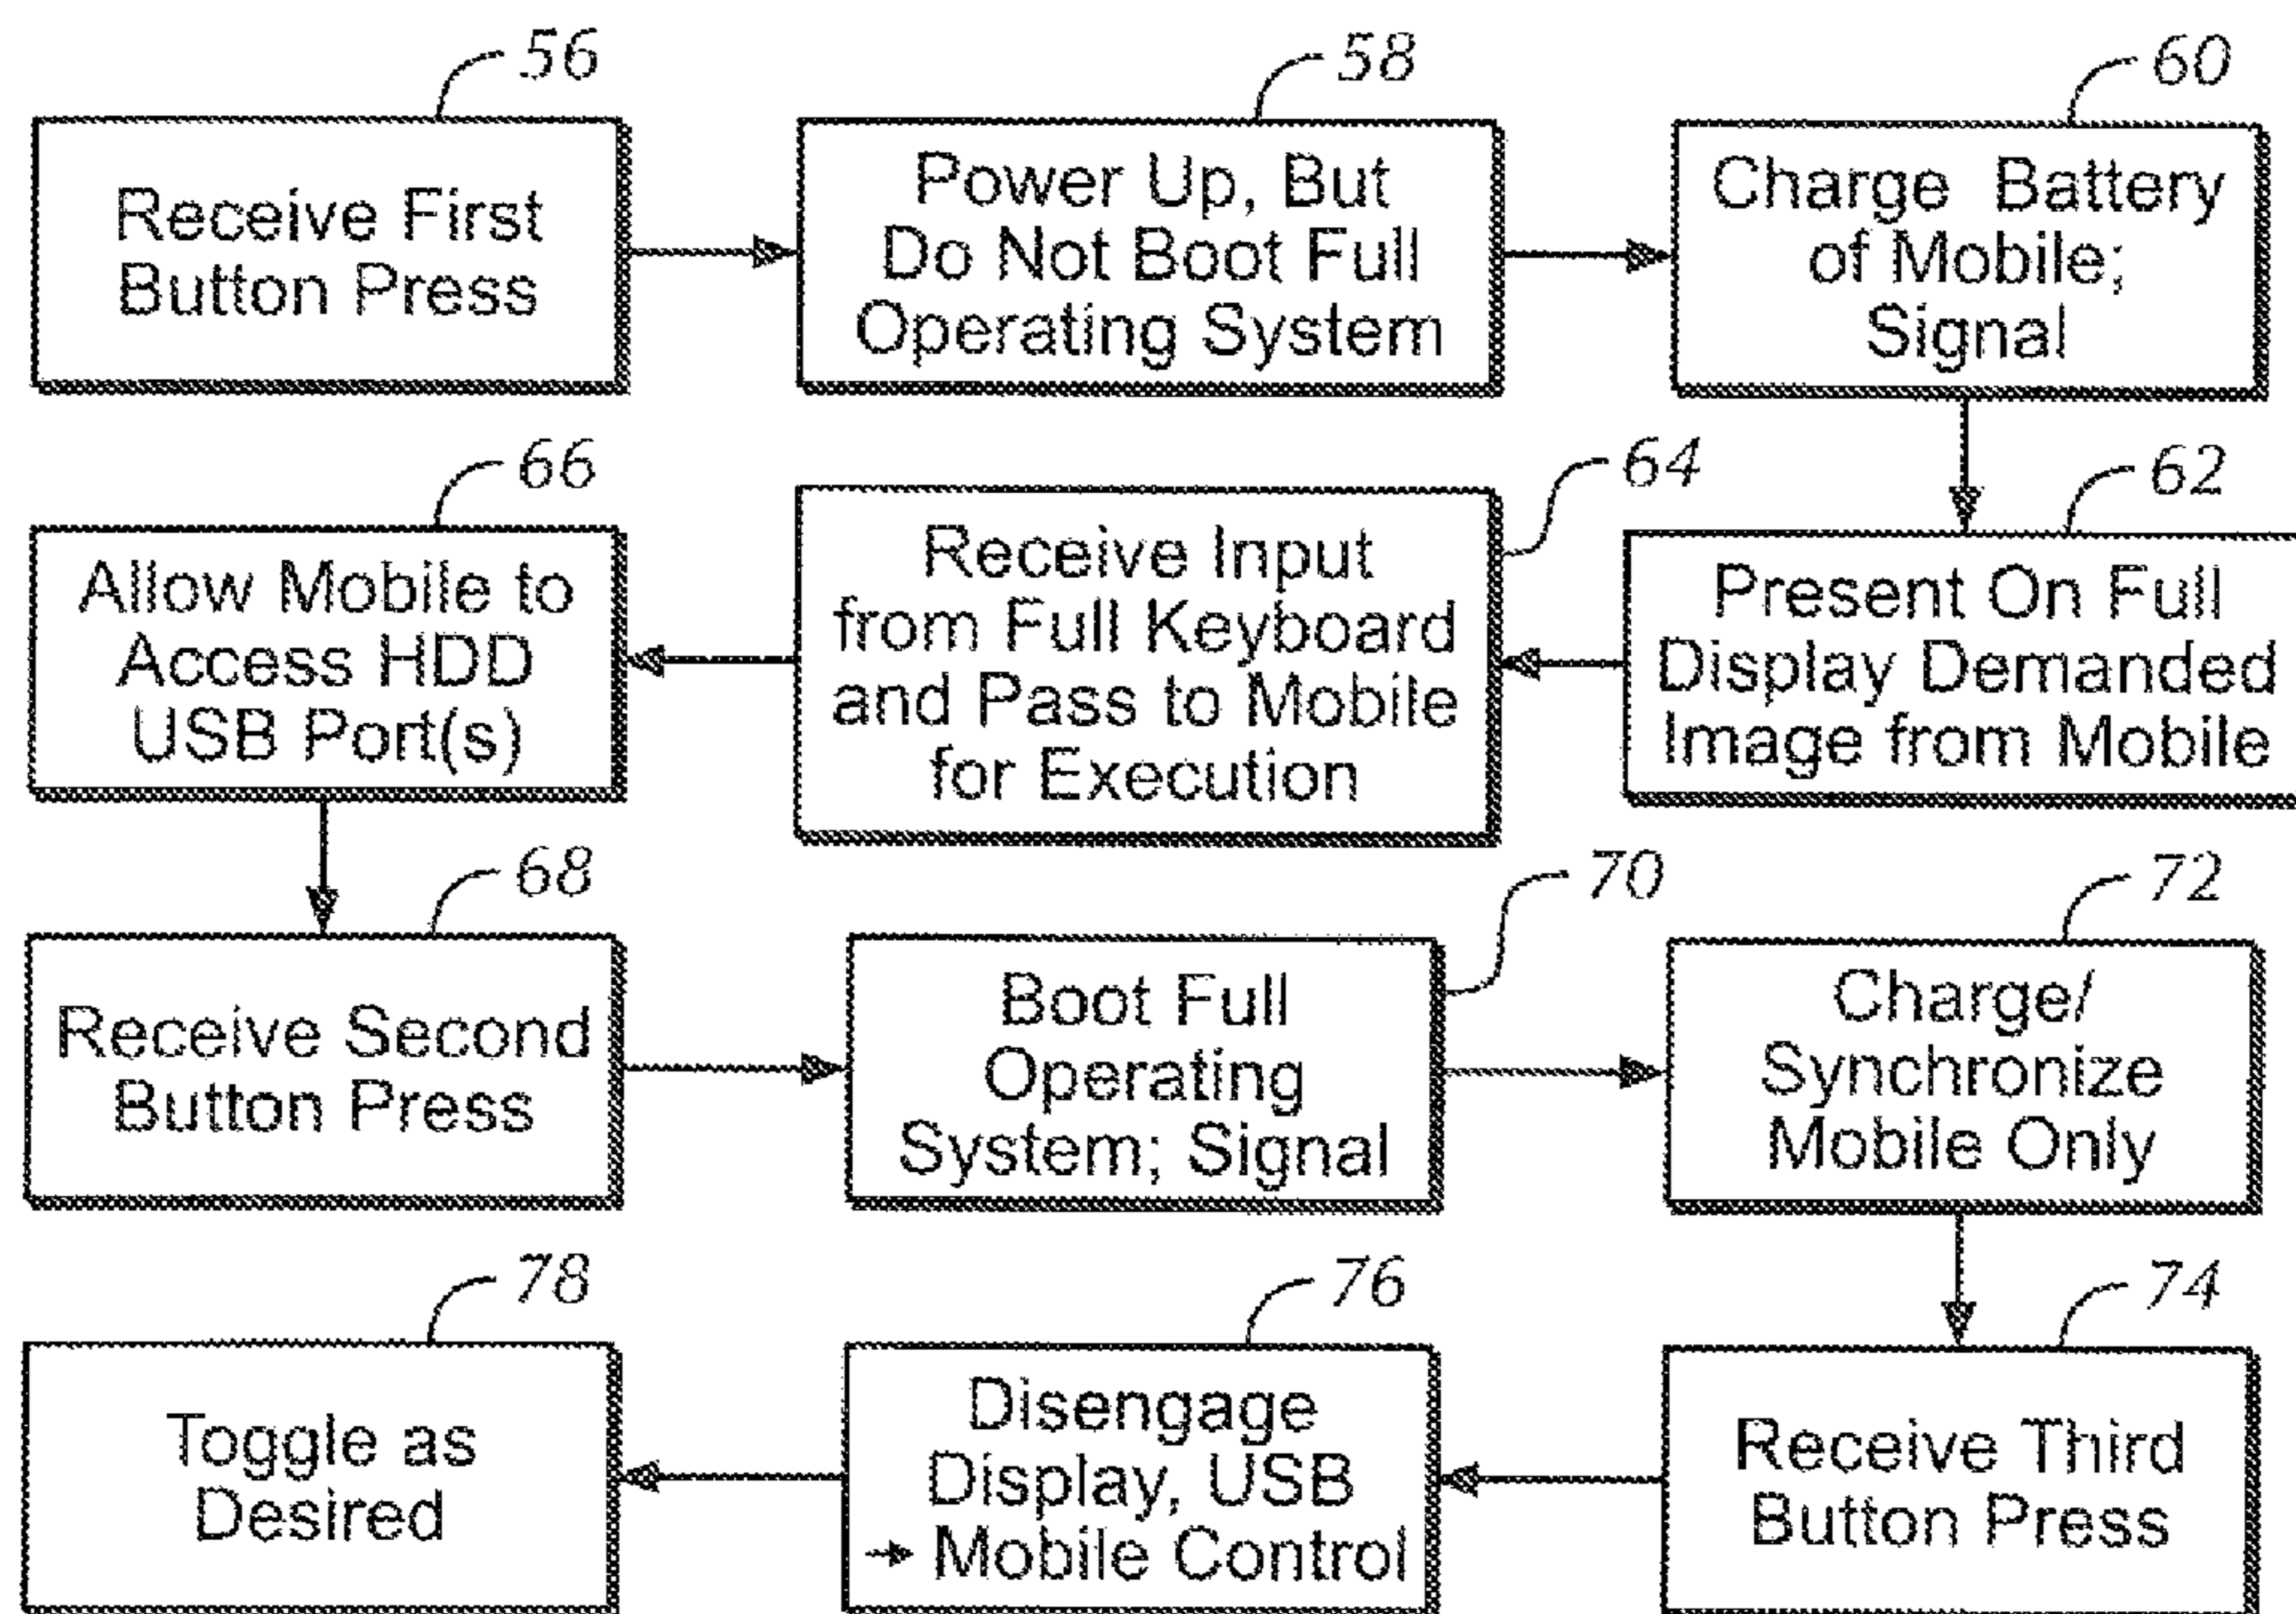 56
Receive First
Button Press
58
Power Up, But
Do Not Boot Full
Operating System
60
Charge Battery
of Mobile;
Signal
62
Present On Full
Display Demanded
Image from Mobile
64
Receive Input
from Full Keyboard
and Pass to Mobile
for Execution
66
Allow Mobile to
Access HDD
USB Port(s)
68
Receive Second
Button Press
70
Boot Full
Operating
System; Signal
72
Charge/
Synchronize
Mobile Only
74
Receive Third
Button Press
76
Disengage
Display, USB
→ Mobile Control
78
Toggle as
Desired